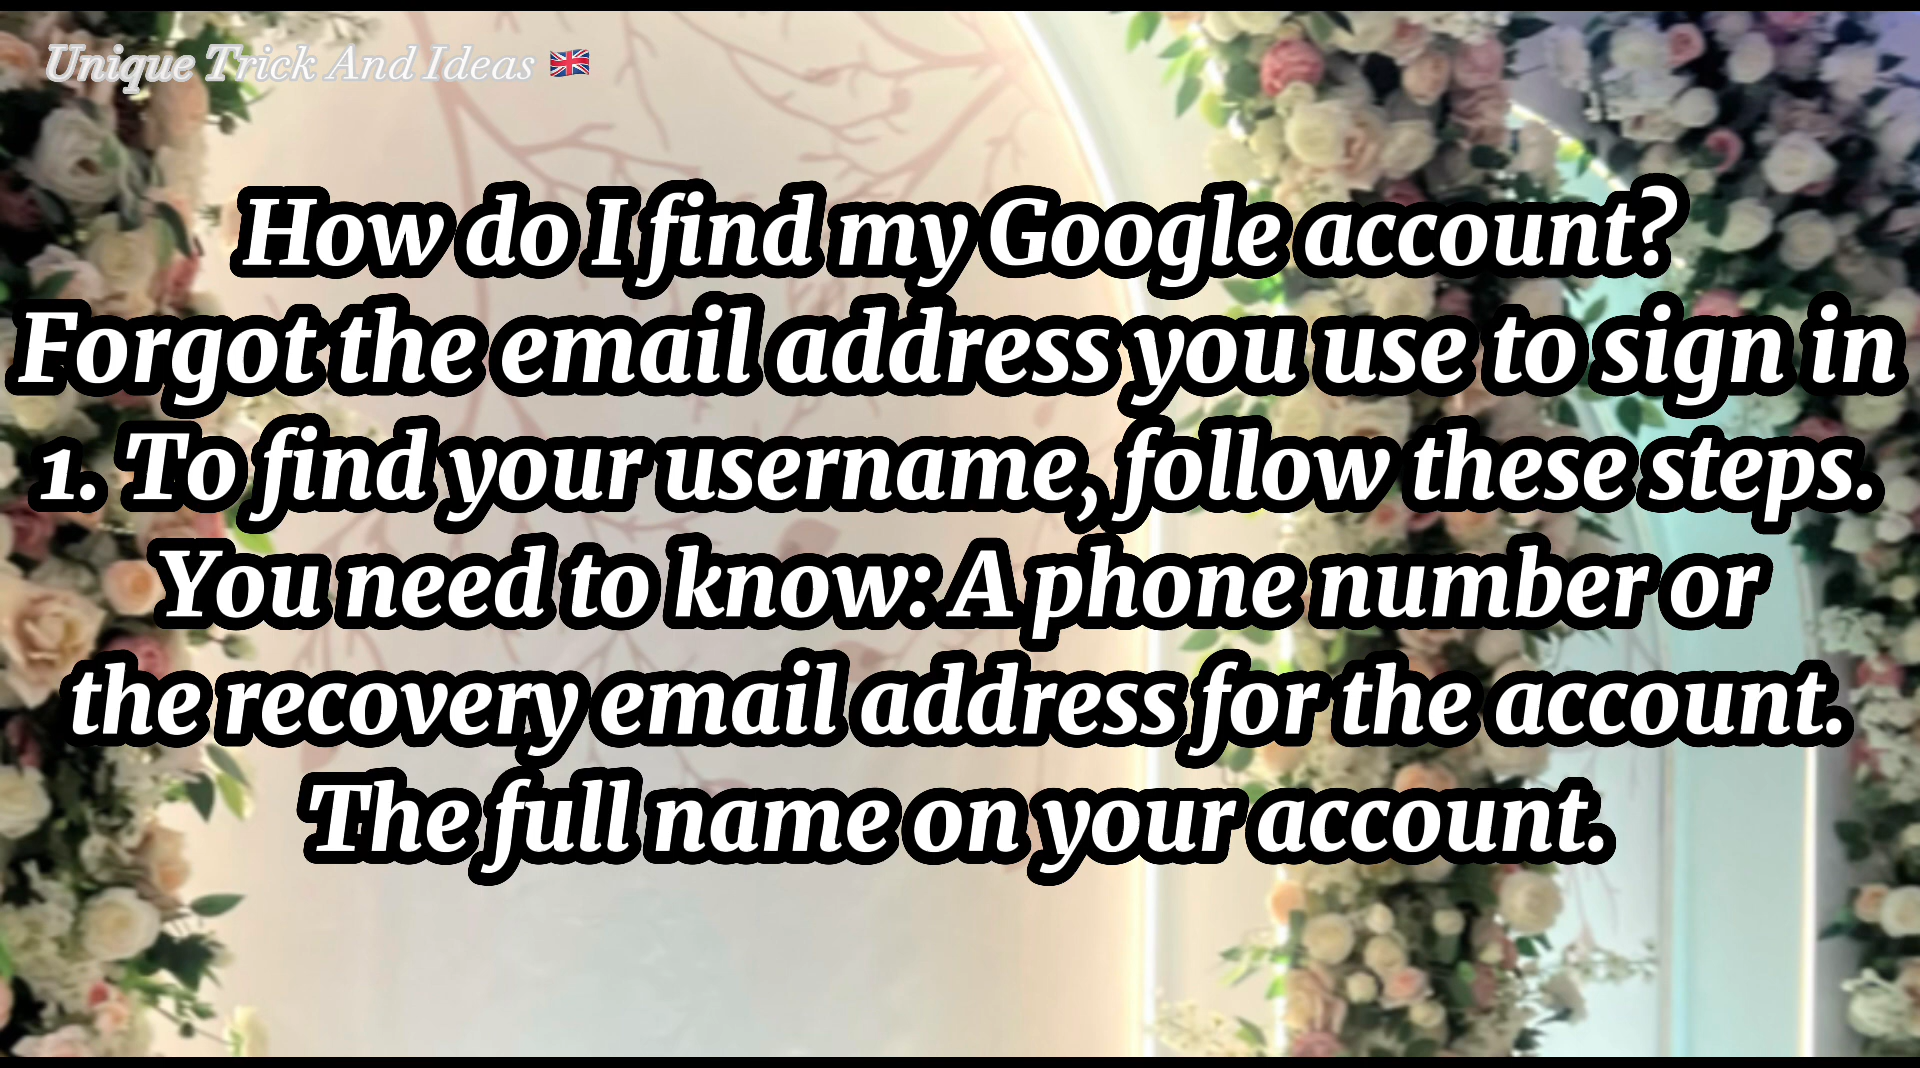 Unique Trick And Ideas 🇬🇧
How do I find my Google account?
Forgot the email address you use to sign in
1. To find your username, follow these steps.
You need to know: A phone number or
the recovery email address for the account.
The full name on your account.